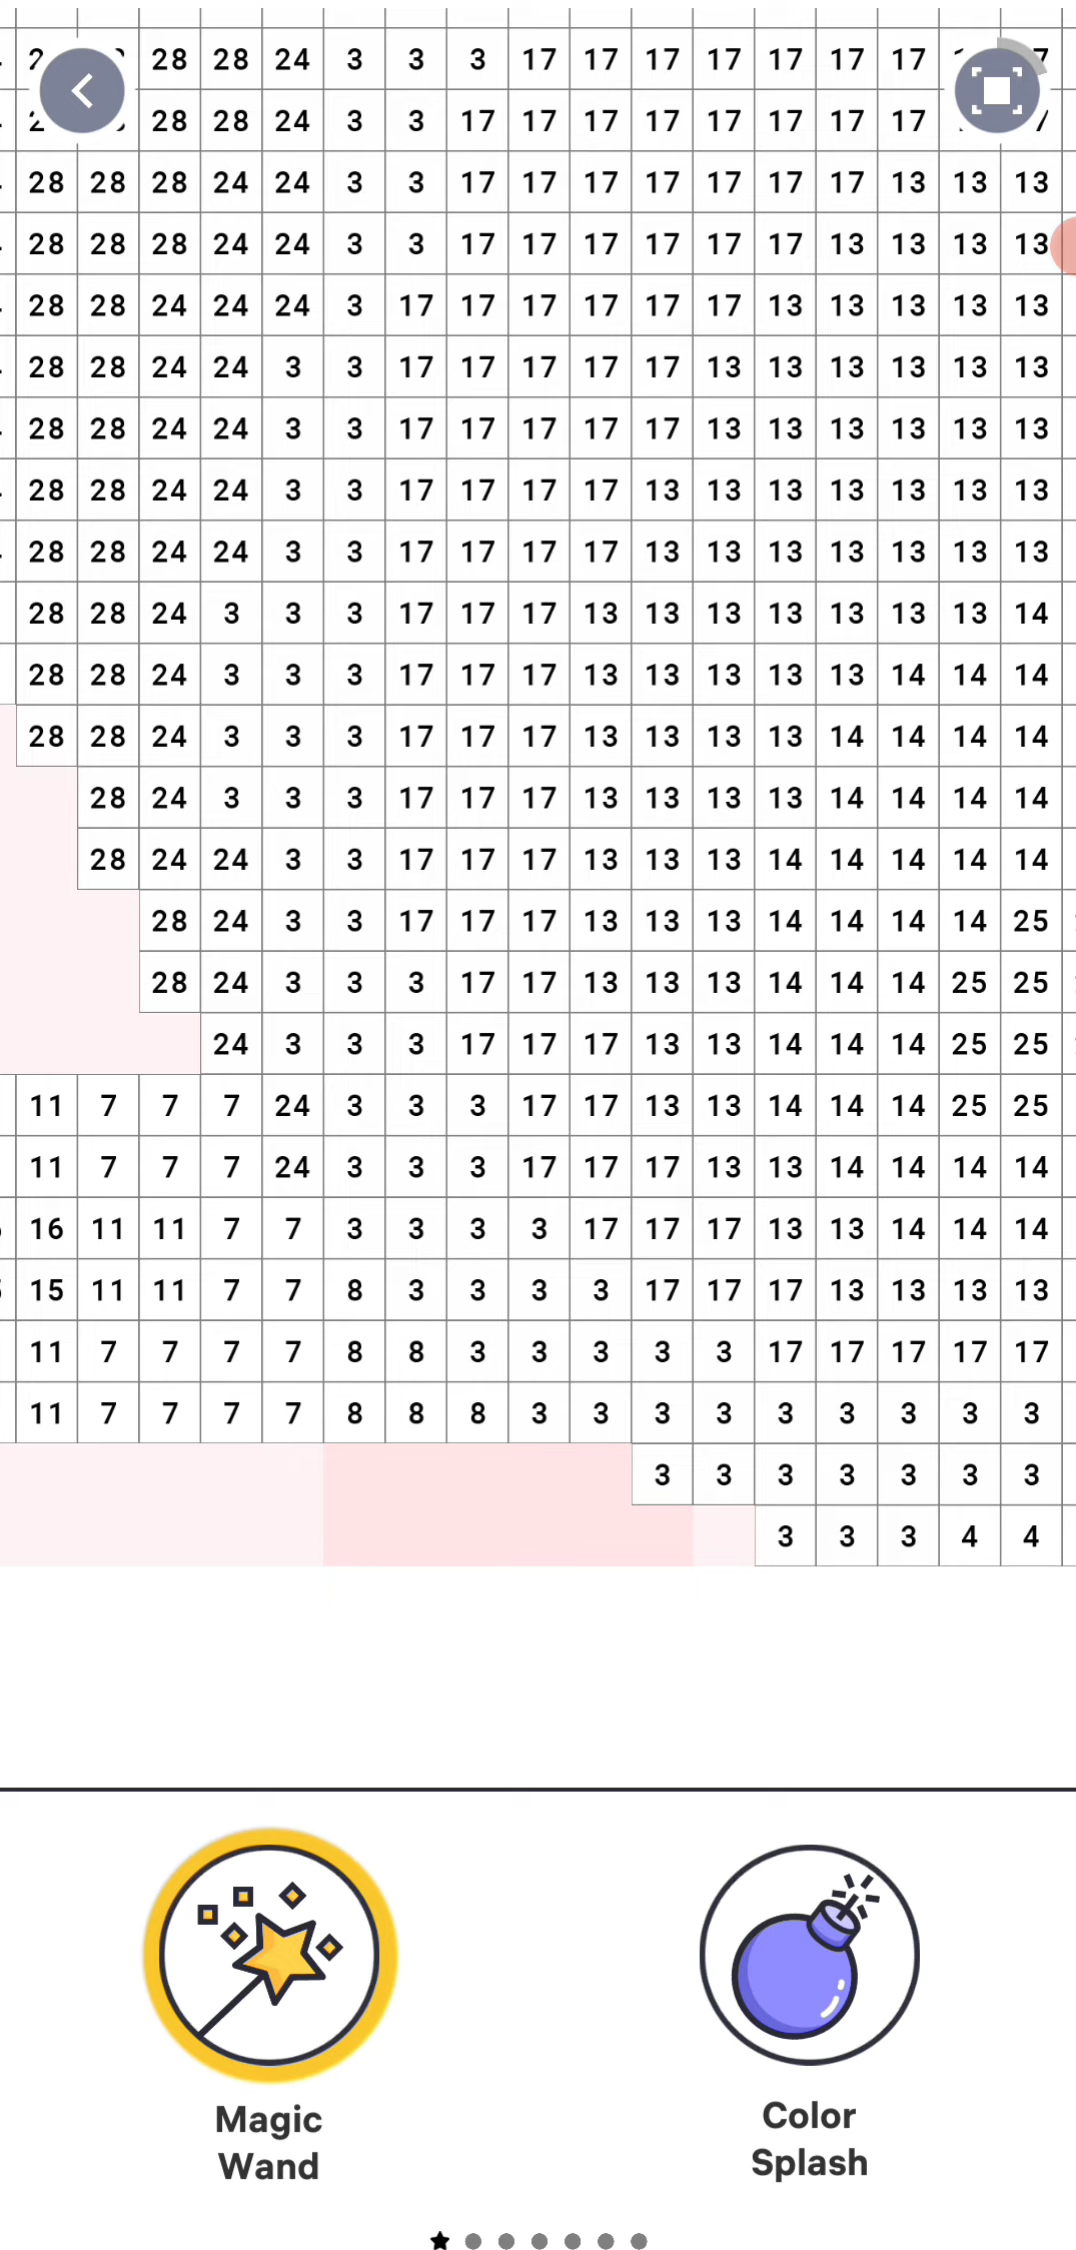 28 28 24 3 3 3 17 17 17 17 17 17 17
28 28 24 3 3 17 17 17 17 17 17 17 17
28 28 28 24 24 3 3 17 17 17 17 17 17 17 13 13 13
28 28 28 24 24 3 3 17 17 17 17 17 17 13 13 13 13
28 28 24 24 24 3 17 17 17 17 17 17 13 13 13 13 13
28 28 24 24 3 3 17 17 17 17 17 13 13 13 13 13 13
28 28 24 24 3 3 17 17 17 17 17 13 13 13 13 13 13
28 28 24 24 3 3 17 17 17 17 13 13 13 13 13 13 13
28 28 24 24 3 3 17 17 17 17 13 13 13 13 13 13 13
28 28 24 3 3 3 17 17 17 13 13 13 13 13 13 13 14
28 28 24 3 3 3 17 17 17 13 13 13 13 13 14 14 14
28 28 24 3 3 3 17 17 17 13 13 13 13 14 14 14 14
28 24 3 3 3 17 17 17 13 13 13 13 14 14 14 14
28 24 24 3 3 17 17 17 13 13 13 14 14 14 14 14
28 24 3 3 17 17 17 13 13 13 14 14 14 14 25
28 24 3 3 3 17 17 13 13 13 14 14 14 25 25
24 3 3 3 17 17 17 13 13 14 14 14 25 25
11 7 7 7 24 3 3 3 17 17 13 13 14 14 14 25 25
11 7 7 7 24 3 3 3 17 17 17 13 13 14 14 14 14
16 11 11 7 7 3 3 3 3 17 17 17 13 13 14 14 14
15 11 11 7 7 8 3 3 3 3 17 17 17 13 13 13 13
11 7 7 7 7 8 8 3 3 3 3 3 17 17 17 17 17
11 7 7 7 7 8 8 8 3 3 3 3 3 3 3 3 3
3 3 3 3 3 3 3
3 3 3 4 4
Magic
Wand
Color
Splash